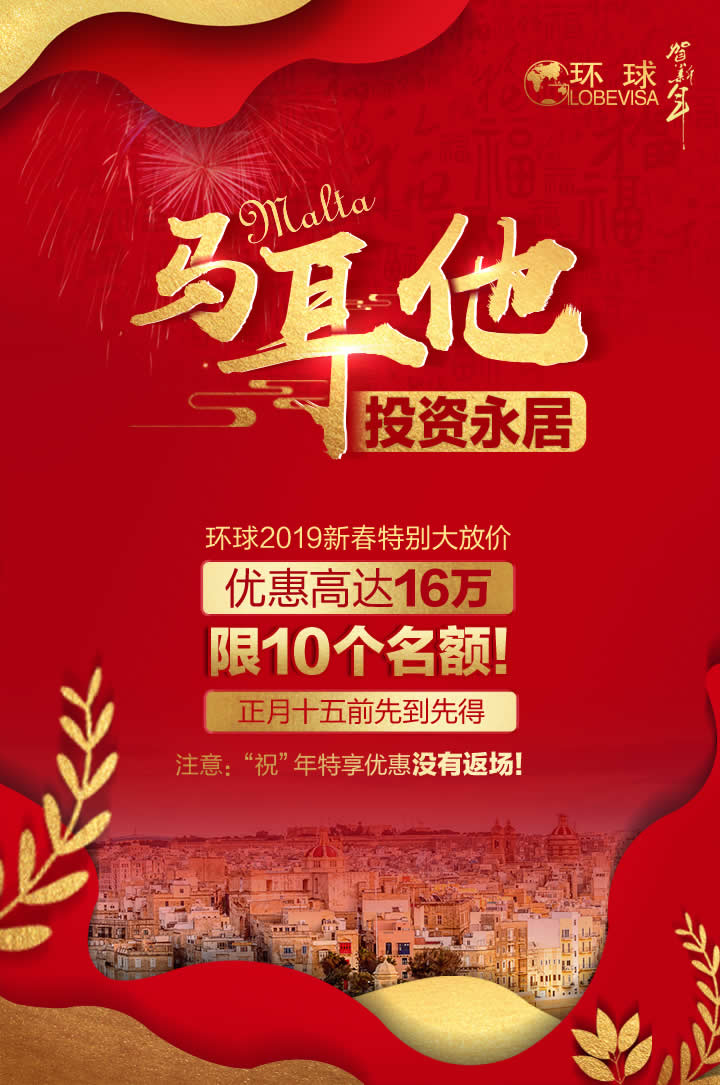 环球
GLOBEVISA
贺新年
Malta
马耳他
投资永居
环球2019新春特别大放价
优惠高达16万
限10个名额!
正月十五前先到先得
注意:“祝”年特享优惠没有返场!
福
福
福